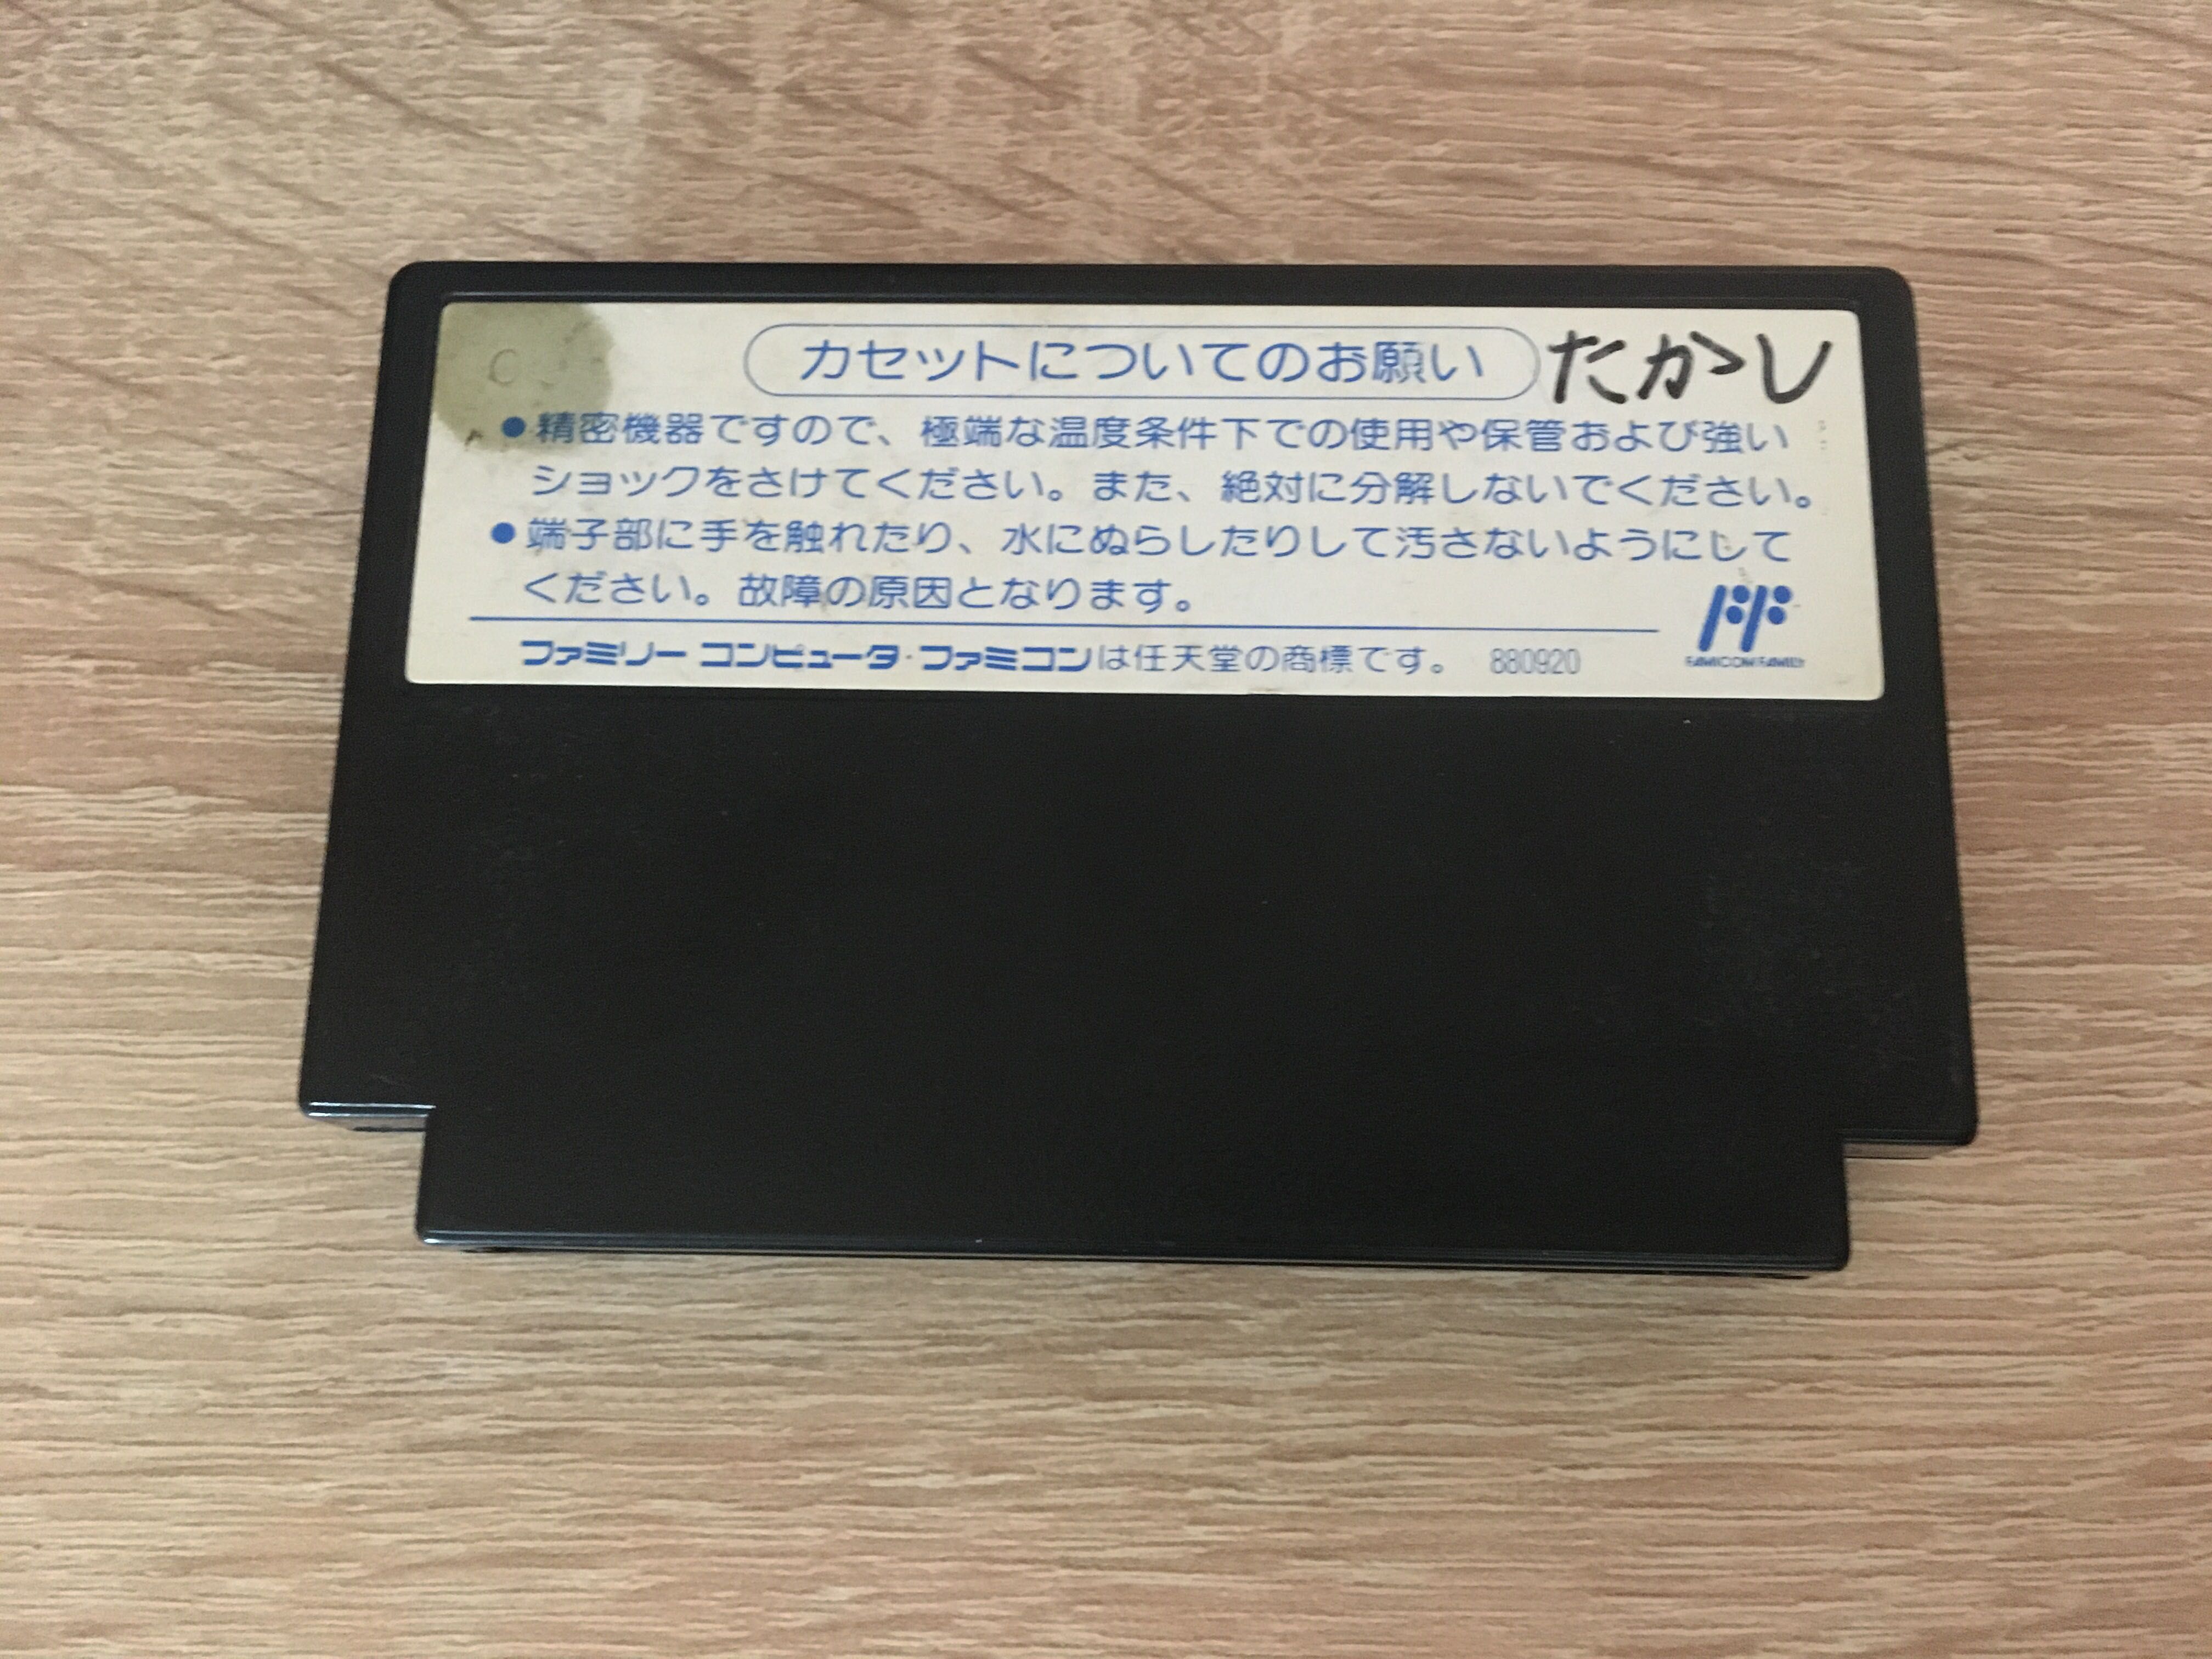 カセットについてのお願い たかし
●精密機器ですので、極端な温度条件下での使用や保管および強い
ショックをさけてください。また、絶対に分解しないでください。
●端子部に手を触れたり、水にぬらしたりして汚さないようにして
ください。故障の原因となります。
ファミリーコンピュータ・ファミコンは任天堂の商標です。 880920
FAMICOM FAMILY